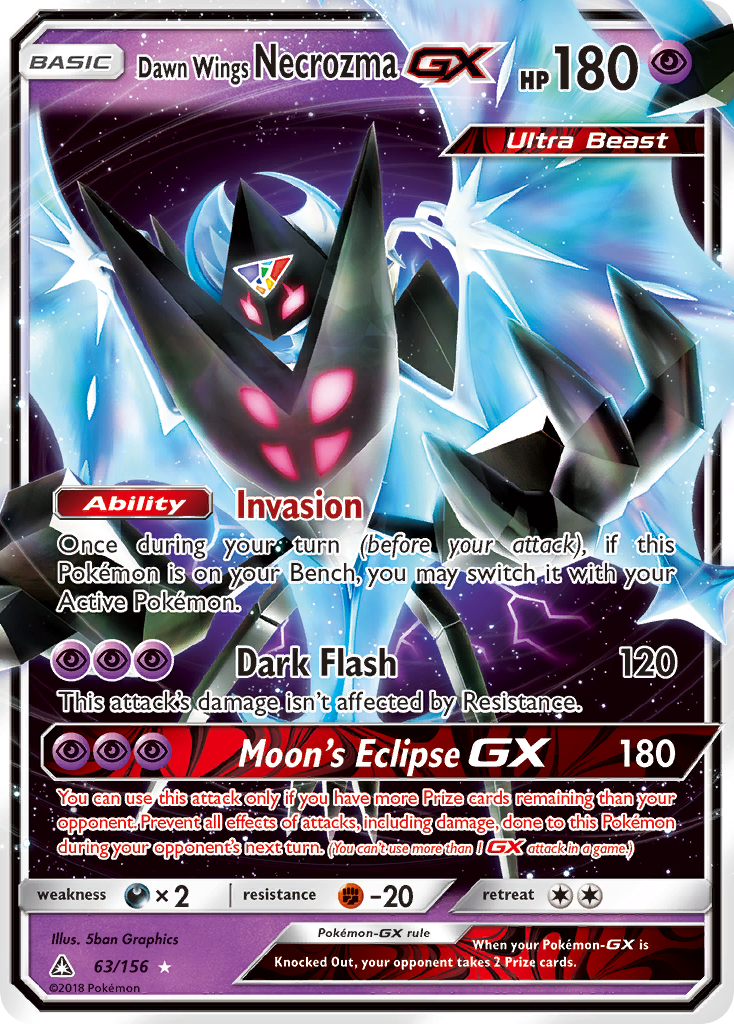 BASIC Dawn Wings Necrozma GX HP 180
Ultra Beast
Ability Invasion
Once during your turn (before your attack), if this
Pokémon is on your Bench, you may switch it with your
Active Pokémon.
Dark Flash 120
This attack's damage isn't affected by Resistance.
Moon's Eclipse GX 180
You can use this attack only if you have more Prize cards remaining than your
opponent. Prevent all effects of attacks, including damage, done to this Pokémon
during your opponent's next turn. (You can't use more than 1 GX attack in a game.)
weakness ×2 resistance -20 retreat
Illus. 5ban Graphics
63/156
©2018 Pokémon
Pokémon-GX rule
When your Pokémon-GX is
Knocked Out, your opponent takes 2 Prize cards.